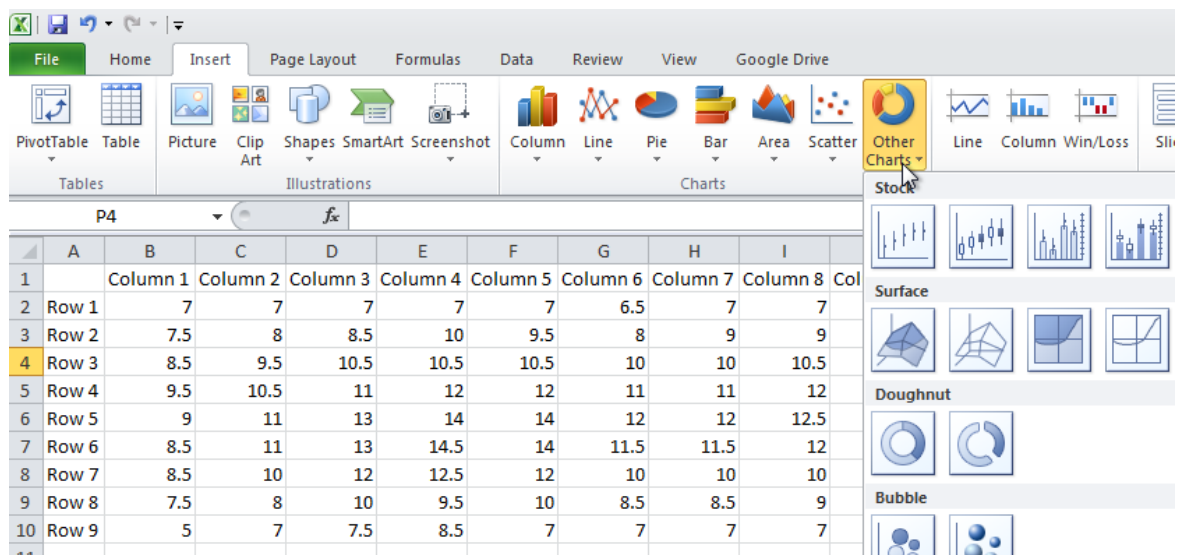 File Home Insert Page Layout Formulas Data Review View Google Drive
PivotTable Table Picture Clip Art Shapes SmartArt Screenshot Column Line Pie Bar Area Scatter Other Charts Line Column Win/Loss
Tables Illustrations Charts
Stock
P4 fx
A B C D E F G H I
1 Column 1 Column 2 Column 3 Column 4 Column 5 Column 6 Column 7 Column 8 Col
Surface
2 Row 1 7 7 7 7 7 6.5 7 7
3 Row 2 7.5 8 8.5 10 9.5 8 9 9
4 Row 3 8.5 9.5 10.5 10.5 10.5 10 10 10.5
5 Row 4 9.5 10.5 11 12 12 11 11 12
Doughnut
6 Row 5 9 11 13 14 14 12 12 12.5
7 Row 6 8.5 11 13 14.5 14 11.5 11.5 12
8 Row 7 8.5 10 12 12.5 12 10 10 10
9 Row 8 7.5 8 10 9.5 10 8.5 8.5 9
Bubble
10 Row 9 5 7 7.5 8.5 7 7 7 7